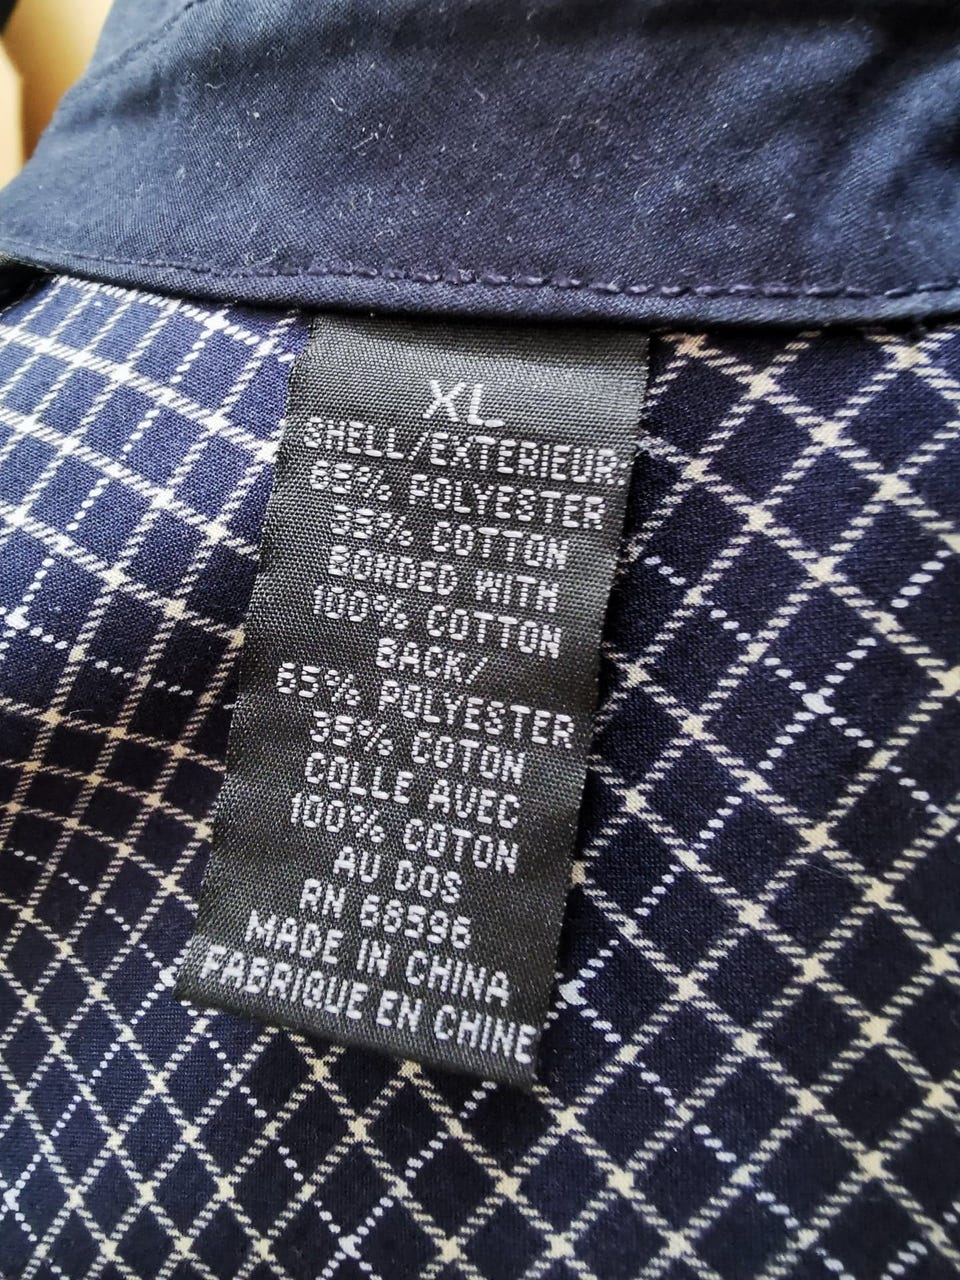 XL
SHELL/EXTERIEUR
65% POLYESTER
35% COTTON
BONDED WITH
100% COTTON
BACK/
65% POLYESTER
35% COTON
COLLE AVEC
100% COTON
AU DOS
RN 68596
MADE IN CHINA
FABRIQUE EN CHINE